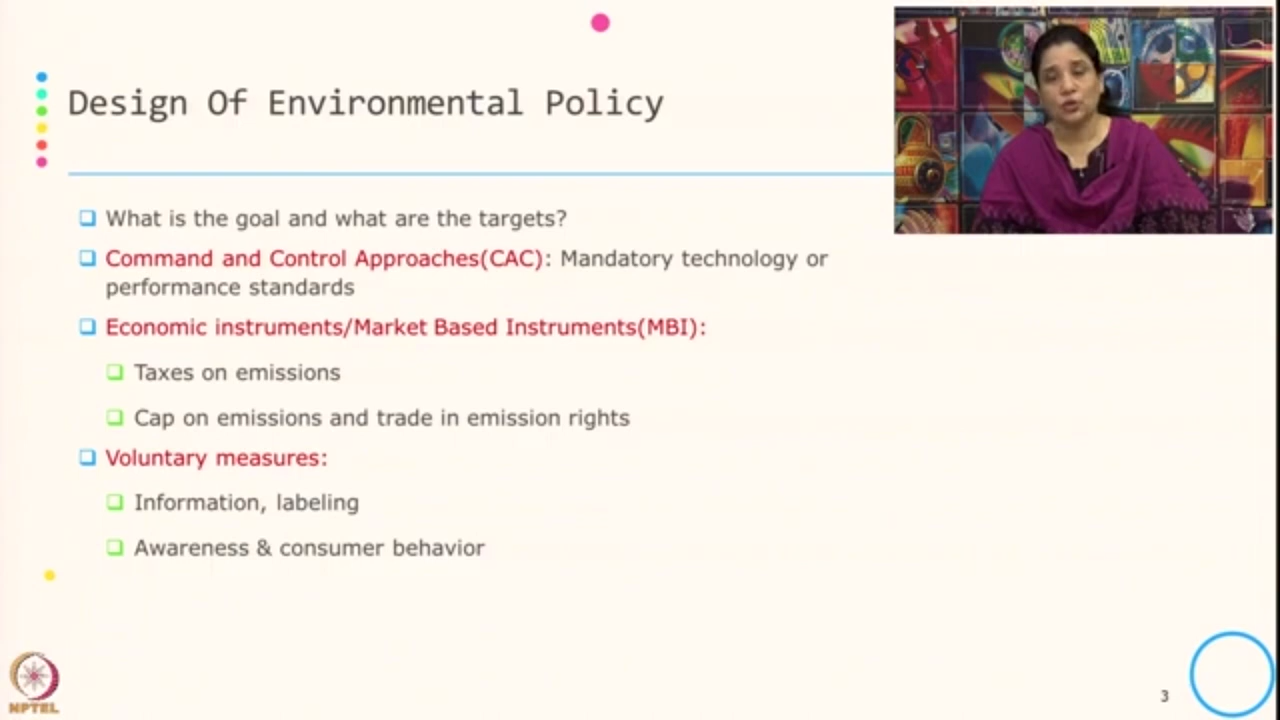 Design Of Environmental Policy
What is the goal and what are the targets?
Command and Control Approaches(CAC): Mandatory technology or
performance standards
Economic instruments/Market Based Instruments(MBI):
Taxes on emissions
Cap on emissions and trade in emission rights
Voluntary measures:
Information, labeling
Awareness & consumer behavior
NPTEL
3